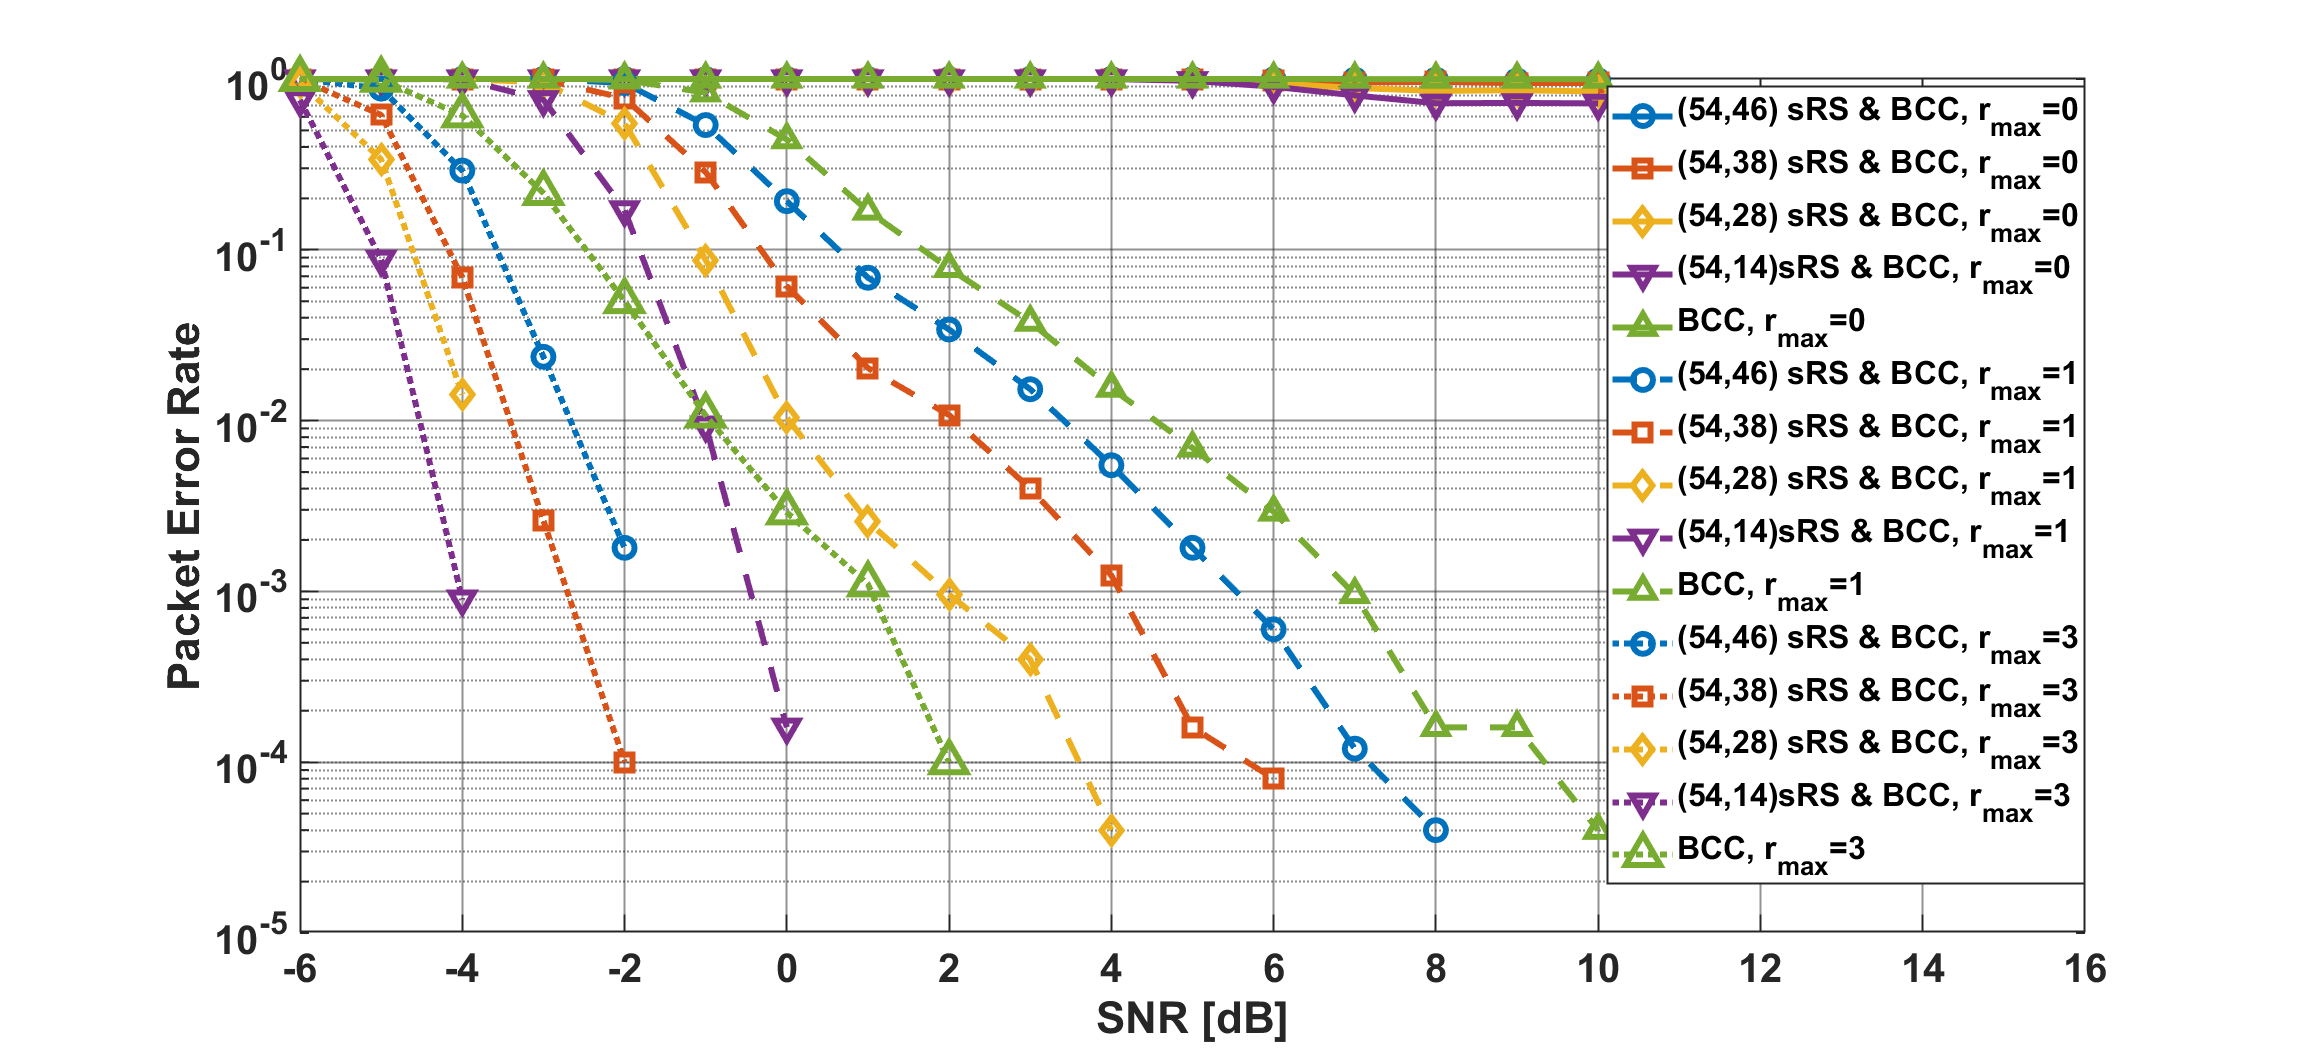 10^0
10^-1
10^-2
10^-3
10^-4
10^-5
Packet Error Rate
-6 -4 -2 0 2 4 6 8 10 12 14 16
SNR [dB]
(54,46) sRS & BCC, r_max=0
(54,38) sRS & BCC, r_max=0
(54,28) sRS & BCC, r_max=0
(54,14)sRS & BCC, r_max=0
BCC, r_max=0
(54,46) sRS & BCC, r_max=1
(54,38) sRS & BCC, r_max=1
(54,28) sRS & BCC, r_max=1
(54,14)sRS & BCC, r_max=1
BCC, r_max=1
(54,46) sRS & BCC, r_max=3
(54,38) sRS & BCC, r_max=3
(54,28) sRS & BCC, r_max=3
(54,14)sRS & BCC, r_max=3
BCC, r_max=3